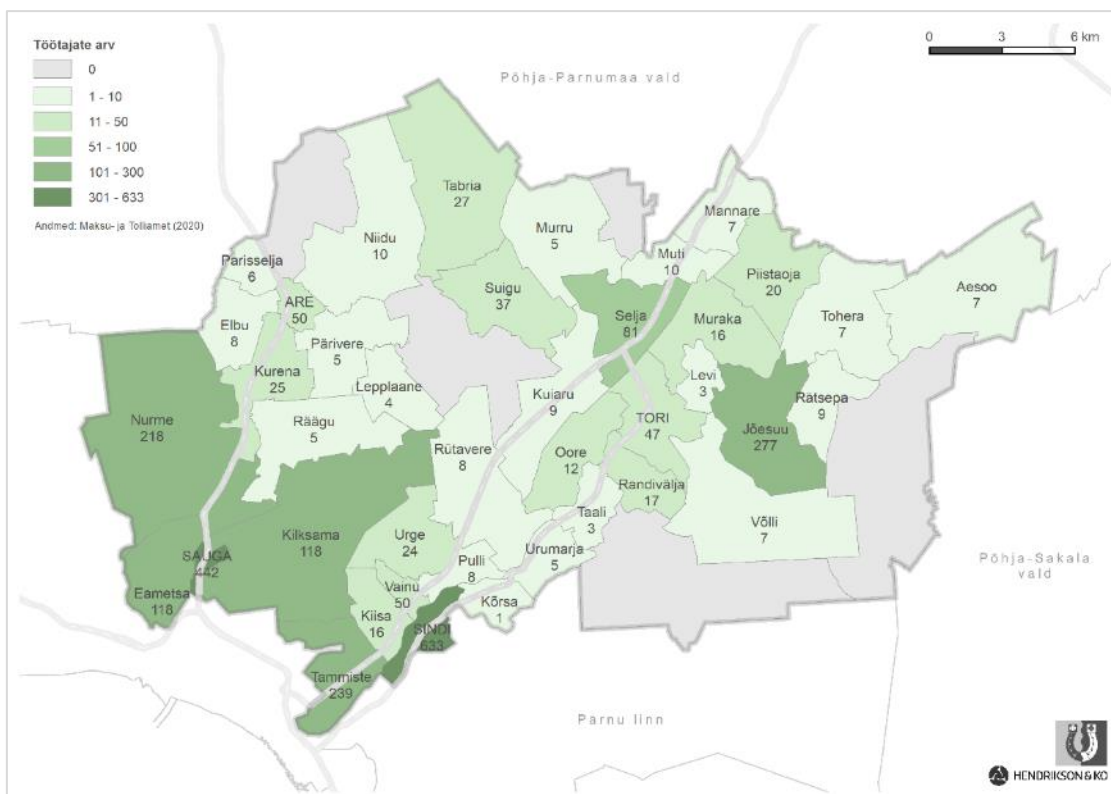 Töötajate arv
0
1 - 10
11 - 50
51 - 100
101 - 300
301 - 633
Andmed: Maksu- ja Tolliamet (2020)
0 3 6 km
Põhja-Parnumaa vald
Tabria
27
Niidu
10
Murru
5
Mannare
7
Muti
10
Parisselja
6
ARE
50
Suigu
37
Piistaoja
20
Aesoo
7
Elbu
8
Selja
81
Muraka
16
Tohera
7
Pärivere
5
Kurena
25
Lepplaane
4
Kuiaru
9
Levi
3
Ratsepa
9
Nurme
218
Räägu
5
TORI
47
Jõesuu
277
Rütavere
8
Oore
12
Randivälja
17
Taali
3
Võlli
7
Kilksama
118
Urge
24
Urumarja
5
SAUGA
442
Pulli
8
Eametsa
118
Vainu
50
Kõrsa
1
Kiisa
16
SINDI
633
Tammiste
239
Põhja-Sakala
vald
Parnu linn
HENDRIKSON&KO